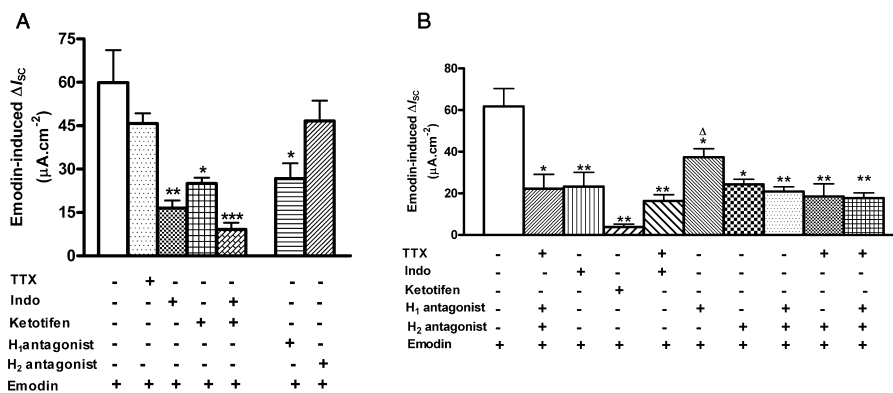 A
Emodin-induced ΔISC
(μA.cm-2)
75
60
45
30
15
0
**
*
***
*
TTX - + - - - - -
Indo - - + - + - -
Ketotifen - - - + + - -
H1antagonist - - - - - + -
H2 antagonist - - - - - - +
Emodin + + + + + + +
B
Emodin-induced ΔISC
(μA.cm-2)
80
60
40
20
0
*
**
**
**
Δ
*
*
**
**
**
TTX - + - - + - - - + +
Indo - - + - + - - - - -
Ketotifen - - - + - - - - - -
H1 antagonist - + - - - + - + - +
H2 antagonist - + - - - - + + + +
Emodin + + + + + + + + + +